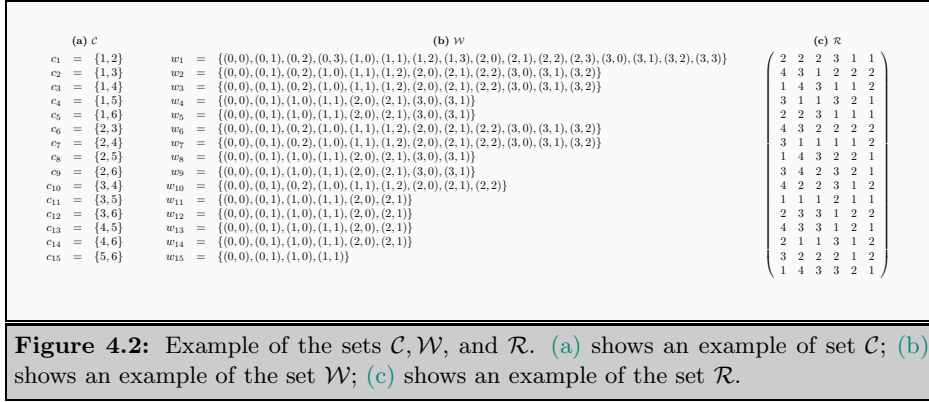 (a) C (b) W (c) R
c1 = {1, 2} w1 = {(0, 0), (0, 1), (0, 2), (0, 3), (1, 0), (1, 1), (1, 2), (1, 3), (2, 0), (2, 1), (2, 2), (2, 3), (3, 0), (3, 1), (3, 2), (3, 3)} 2 2 2 3 1 1
c2 = {1, 3} w2 = {(0, 0), (0, 1), (0, 2), (1, 0), (1, 1), (1, 2), (2, 0), (2, 1), (2, 2), (3, 0), (3, 1), (3, 2)} 4 3 1 2 2 2
c3 = {1, 4} w3 = {(0, 0), (0, 1), (0, 2), (1, 0), (1, 1), (1, 2), (2, 0), (2, 1), (2, 2), (3, 0), (3, 1), (3, 2)} 1 4 3 1 1 2
c4 = {1, 5} w4 = {(0, 0), (0, 1), (1, 0), (1, 1), (2, 0), (2, 1), (3, 0), (3, 1)} 3 1 1 3 2 1
c5 = {1, 6} w5 = {(0, 0), (0, 1), (1, 0), (1, 1), (2, 0), (2, 1), (3, 0), (3, 1)} 2 2 3 1 1 1
c6 = {2, 3} w6 = {(0, 0), (0, 1), (0, 2), (1, 0), (1, 1), (1, 2), (2, 0), (2, 1), (2, 2), (3, 0), (3, 1), (3, 2)} 4 3 2 2 2 2
c7 = {2, 4} w7 = {(0, 0), (0, 1), (0, 2), (1, 0), (1, 1), (1, 2), (2, 0), (2, 1), (2, 2), (3, 0), (3, 1), (3, 2)} 3 1 1 1 1 2
c8 = {2, 5} w8 = {(0, 0), (0, 1), (1, 0), (1, 1), (2, 0), (2, 1), (3, 0), (3, 1)} 1 4 3 2 2 1
c9 = {2, 6} w9 = {(0, 0), (0, 1), (1, 0), (1, 1), (2, 0), (2, 1), (3, 0), (3, 1)} 3 4 2 3 2 1
c10 = {3, 4} w10 = {(0, 0), (0, 1), (0, 2), (1, 0), (1, 1), (1, 2), (2, 0), (2, 1), (2, 2)} 4 2 2 3 1 2
c11 = {3, 5} w11 = {(0, 0), (0, 1), (1, 0), (1, 1), (2, 0), (2, 1)} 1 1 1 2 1 1
c12 = {3, 6} w12 = {(0, 0), (0, 1), (1, 0), (1, 1), (2, 0), (2, 1)} 2 3 3 1 2 2
c13 = {4, 5} w13 = {(0, 0), (0, 1), (1, 0), (1, 1), (2, 0), (2, 1)} 4 3 3 1 2 1
c14 = {4, 6} w14 = {(0, 0), (0, 1), (1, 0), (1, 1), (2, 0), (2, 1)} 2 1 1 3 1 2
c15 = {5, 6} w15 = {(0, 0), (0, 1), (1, 0), (1, 1)} 3 2 2 2 1 2
1 4 3 3 2 1
Figure 4.2: Example of the sets C, W, and R. (a) shows an example of set C; (b)
shows an example of the set W; (c) shows an example of the set R.